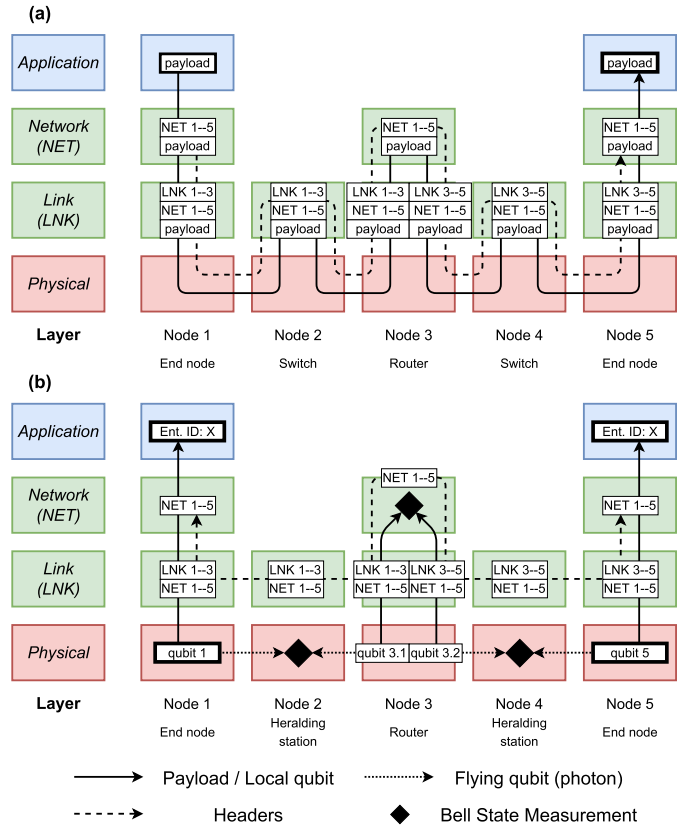 (a)
Application
payload
payload
Network
(NET)
NET 1--5
payload
NET 1--5
payload
NET 1--5
payload
Link
(LNK)
LNK 1--3
NET 1--5
payload
LNK 1--3
NET 1--5
payload
LNK 1--3
NET 1--5
payload
LNK 3--5
NET 1--5
payload
LNK 3--5
NET 1--5
payload
LNK 3--5
NET 1--5
payload
Physical
Layer
Node 1
End node
Node 2
Switch
Node 3
Router
Node 4
Switch
Node 5
End node
(b)
Application
Ent. ID: X
Ent. ID: X
Network
(NET)
NET 1--5
NET 1--5
NET 1--5
Link
(LNK)
LNK 1--3
NET 1--5
LNK 1--3
NET 1--5
LNK 1--3
NET 1--5
LNK 3--5
NET 1--5
LNK 3--5
NET 1--5
LNK 3--5
NET 1--5
Physical
qubit 1
qubit 3.1
qubit 3.2
qubit 5
Layer
Node 1
End node
Node 2
Heralding
station
Node 3
Router
Node 4
Heralding
station
Node 5
End node
Payload / Local qubit
Flying qubit (photon)
Headers
Bell State Measurement